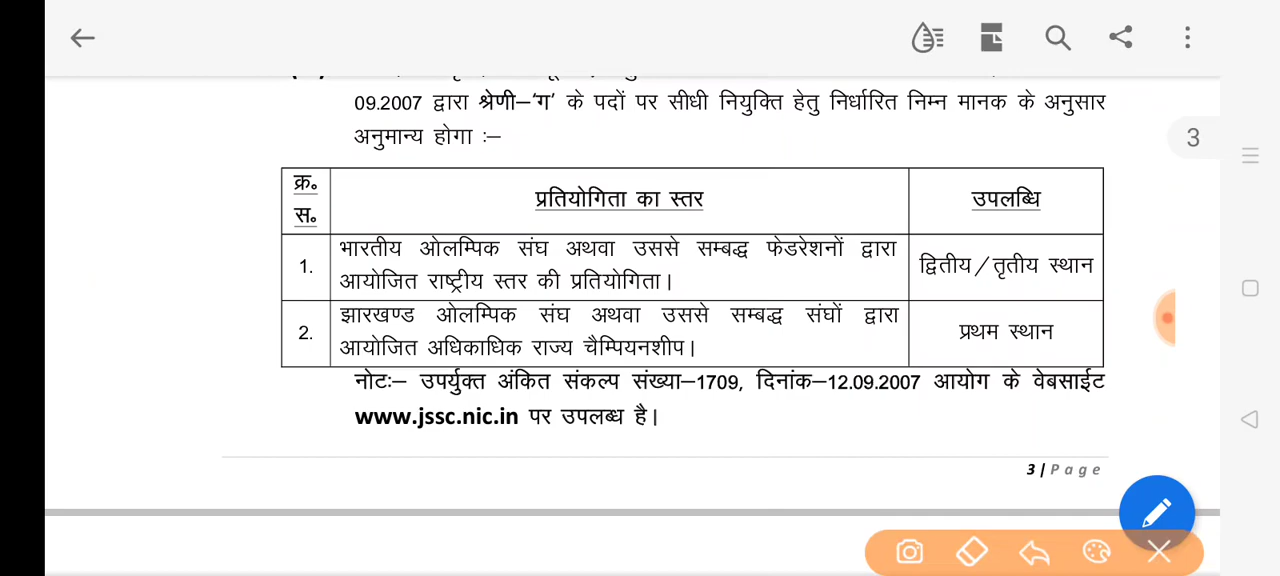 09.2007 द्वारा श्रेणी–'ग' के पदों पर सीधी नियुक्ति हेतु निर्धारित निम्न मानक के अनुसार
अनुमान्य होगा :–
3
क्र० स०
प्रतियोगिता का स्तर
उपलब्धि
1.
भारतीय ओलम्पिक संघ अथवा उससे सम्बद्ध फेडरेशनों द्वारा
आयोजित राष्ट्रीय स्तर की प्रतियोगिता।
द्वितीय/तृतीय स्थान
2.
झारखण्ड ओलम्पिक संघ अथवा उससे सम्बद्ध संघों द्वारा
आयोजित अधिकाधिक राज्य चैम्पियनशीप।
प्रथम स्थान
नोटः– उपर्युक्त अंकित संकल्प संख्या–1709, दिनांक–12.09.2007 आयोग के वेबसाईट
www.jssc.nic.in पर उपलब्ध है।
3 | Page